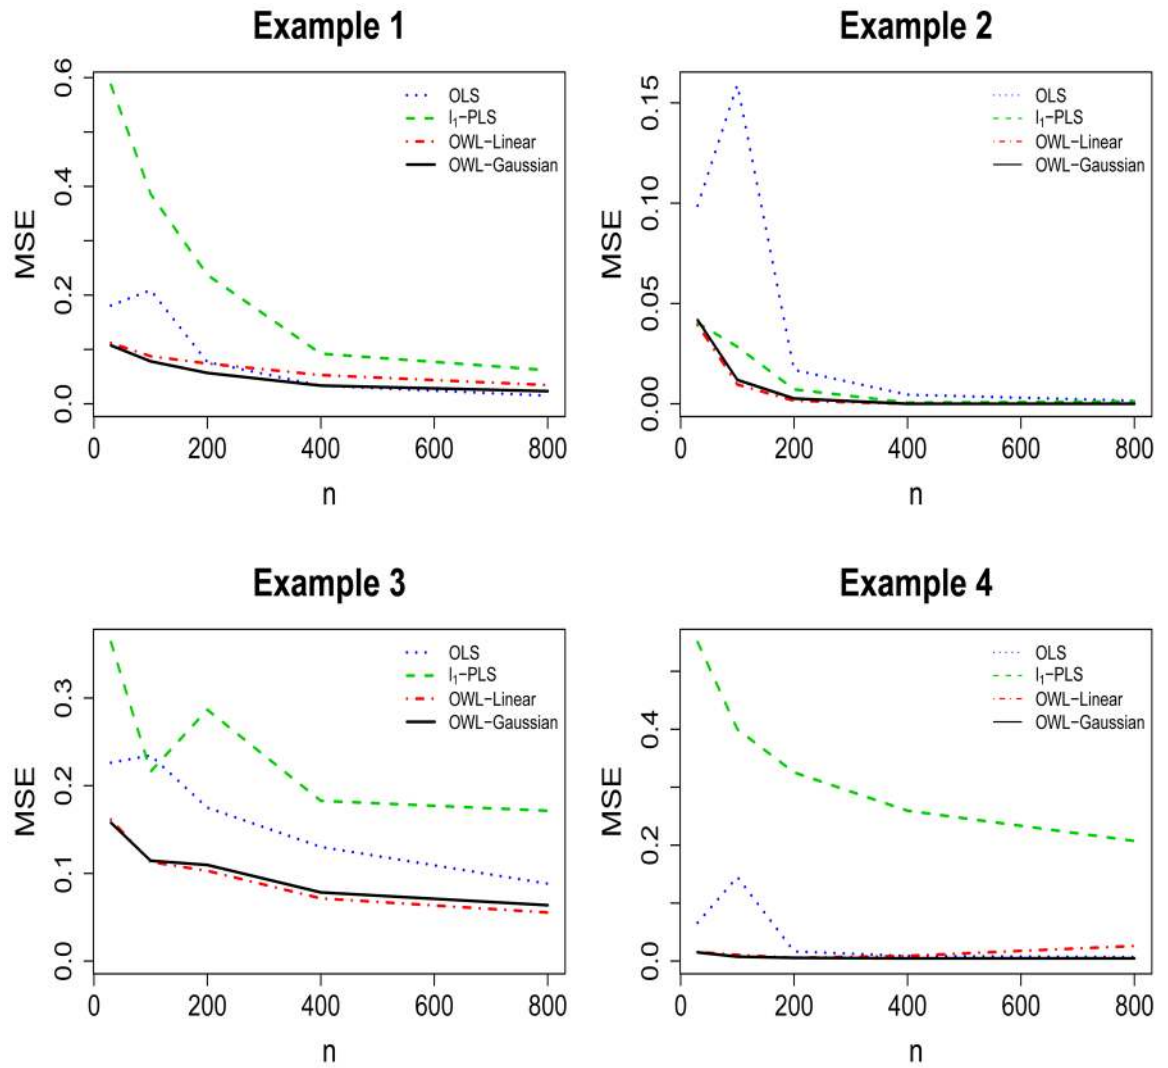 Example 1
MSE
0.0 0.2 0.4 0.6
OLS
l₁−PLS
OWL−Linear
OWL−Gaussian
0 200 400 600 800
n
Example 2
MSE
0.00 0.05 0.10 0.15
OLS
l₁−PLS
OWL−Linear
OWL−Gaussian
0 200 400 600 800
n
Example 3
MSE
0.0 0.1 0.2 0.3
OLS
l₁−PLS
OWL−Linear
OWL−Gaussian
0 200 400 600 800
n
Example 4
MSE
0.0 0.2 0.4
OLS
l₁−PLS
OWL−Linear
OWL−Gaussian
0 200 400 600 800
n